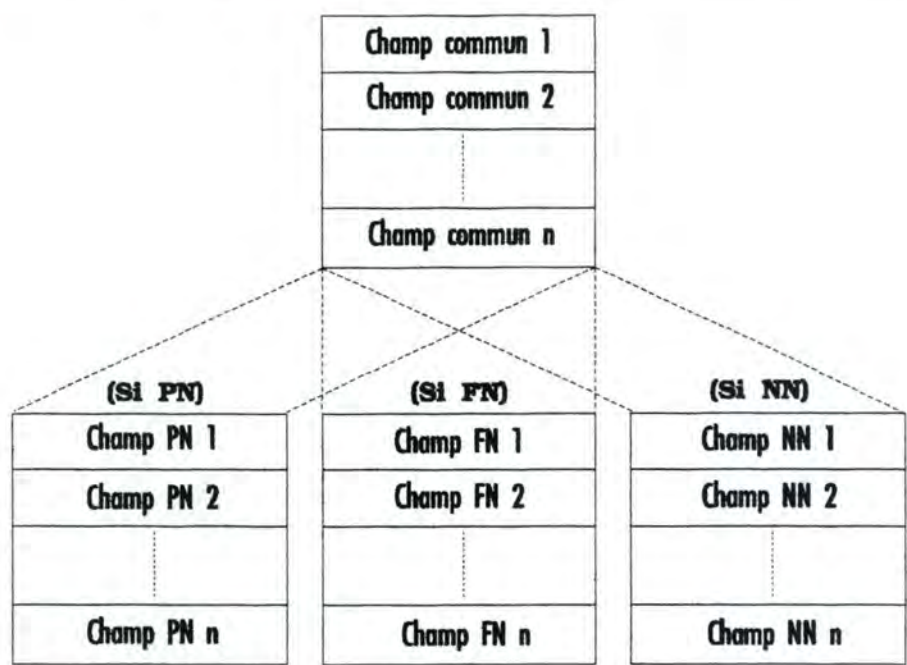 Champ commun 1
Champ commun 2
Champ commun n
(Si PN)
Champ PN 1
Champ PN 2
Champ PN n
(Si FN)
Champ FN 1
Champ FN 2
Champ FN n
(Si NN)
Champ NN 1
Champ NN 2
Champ NN n